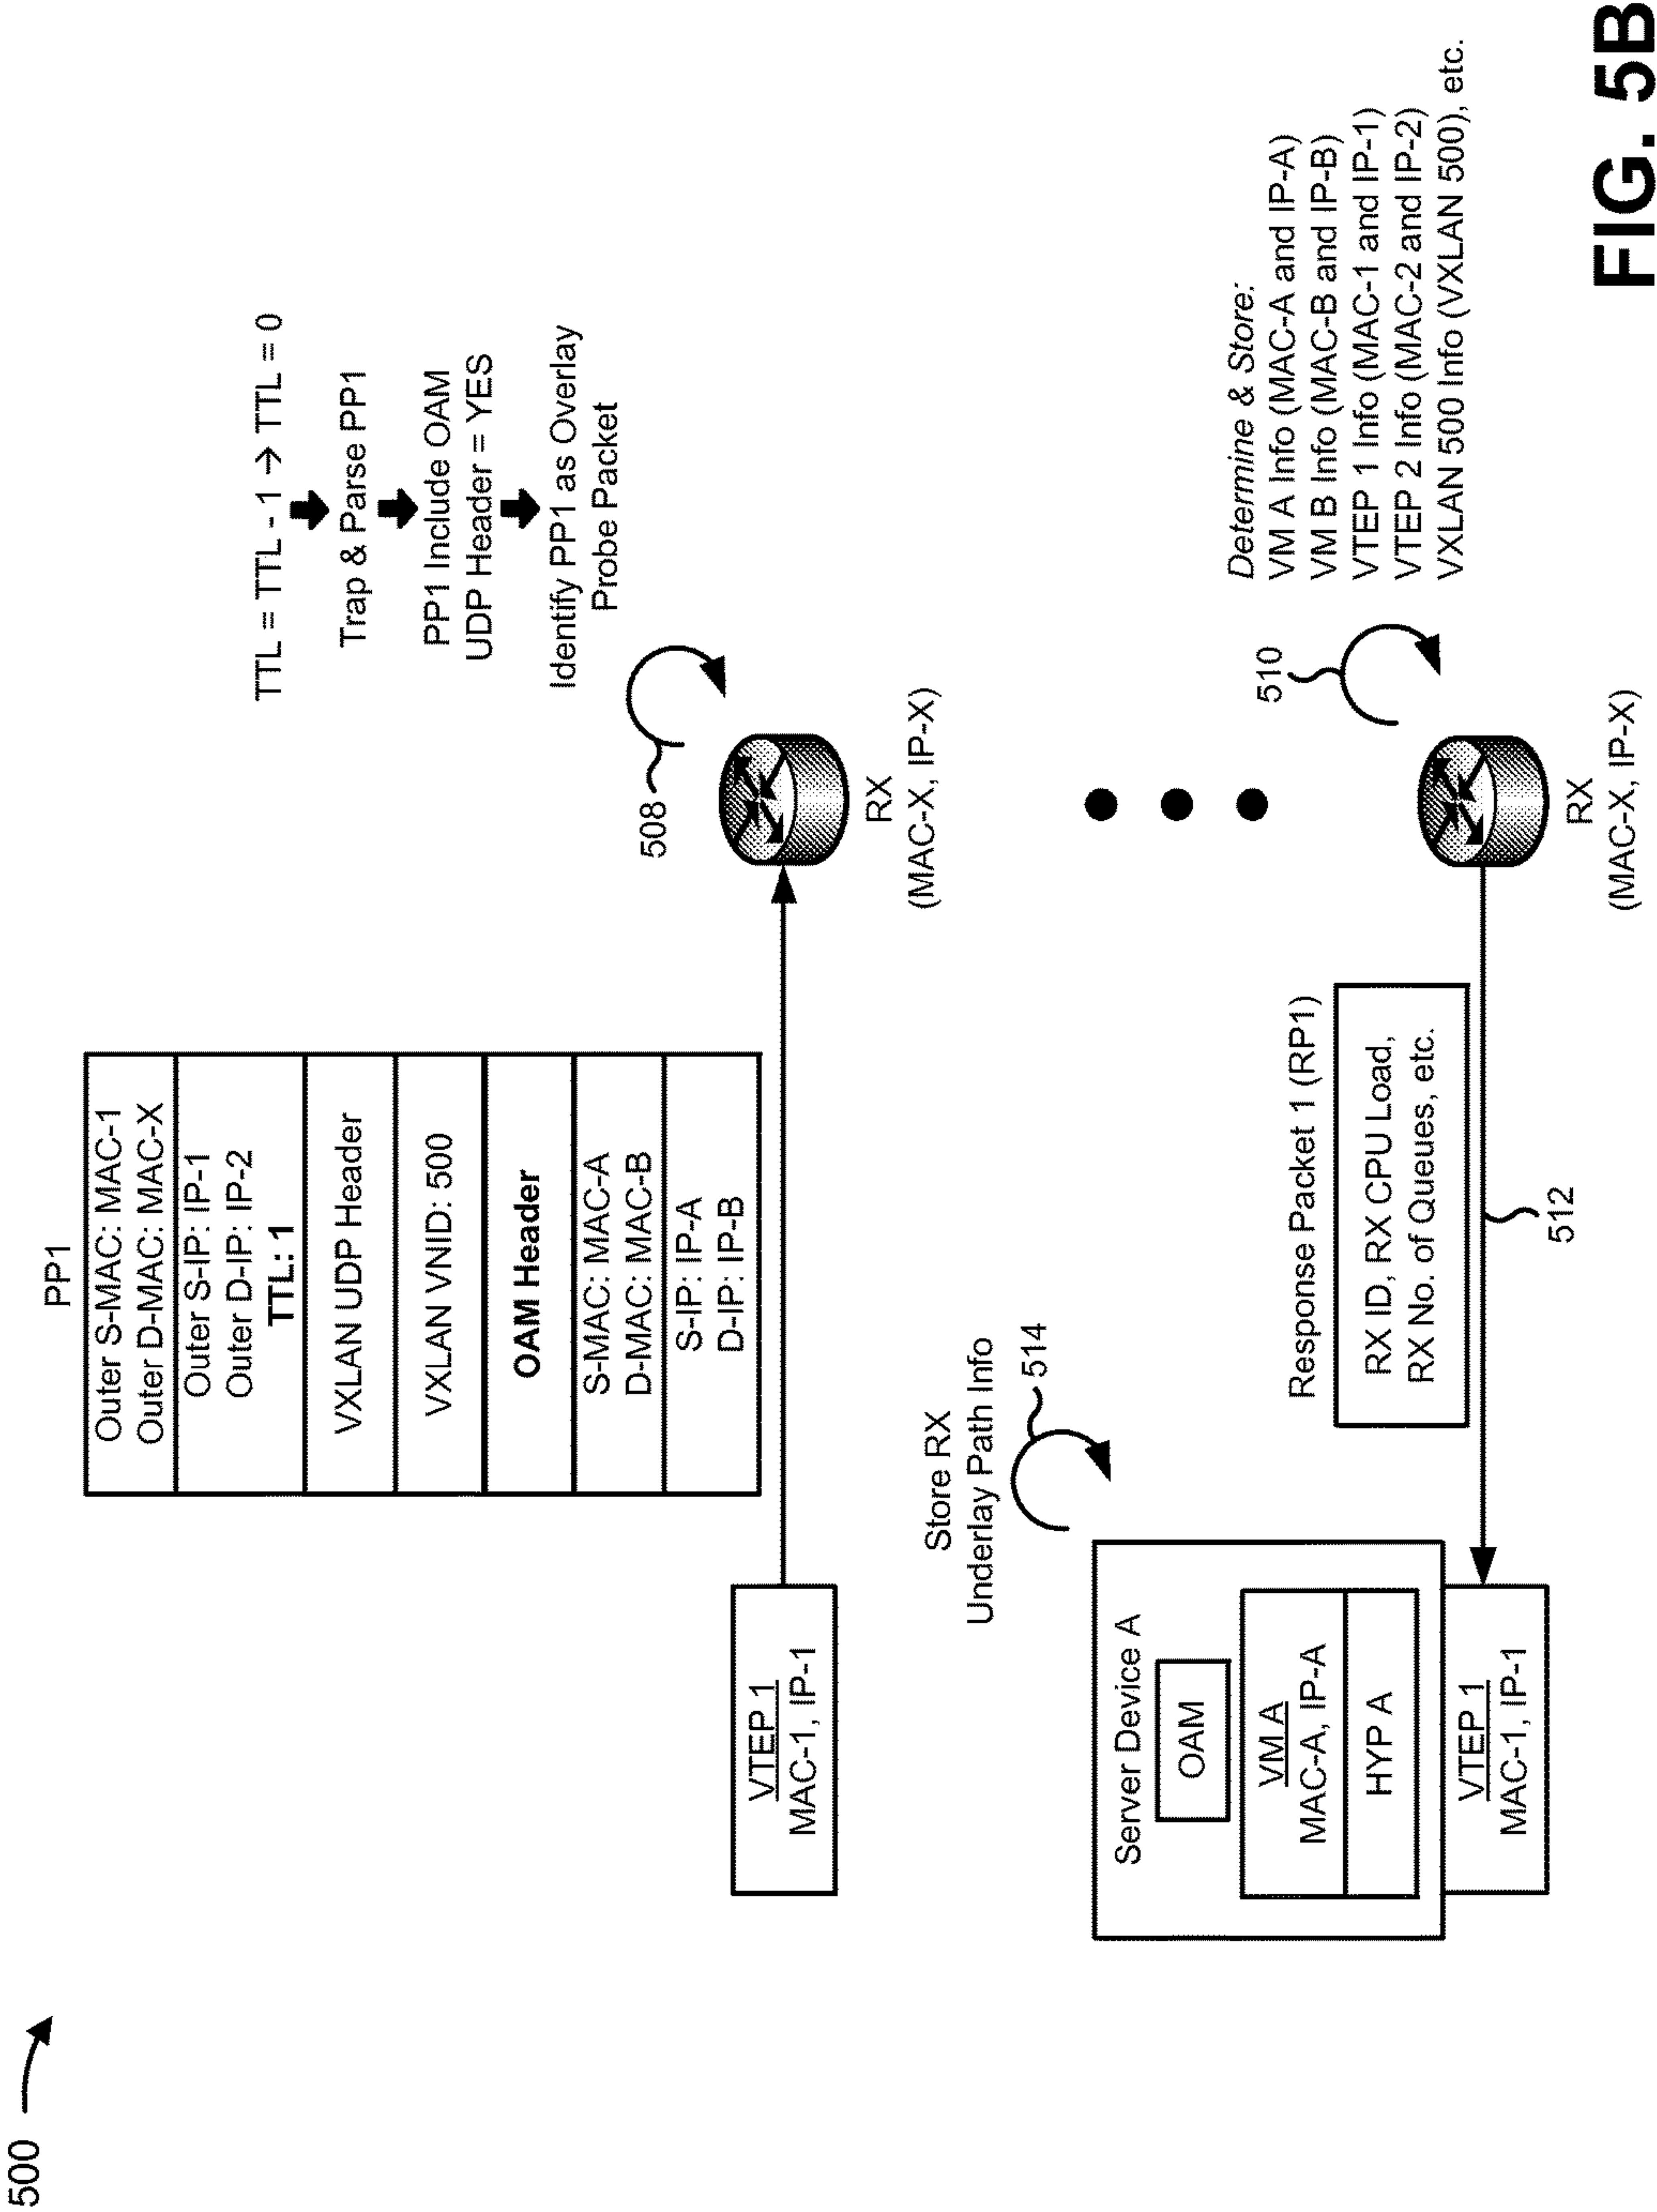 500
PP1
Outer S-MAC: MAC-1
Outer D-MAC: MAC-X
Outer S-IP: IP-1
Outer D-IP: IP-2
TTL: 1
VXLAN UDP Header
VXLAN VNID: 500
OAM Header
S-MAC: MAC-A
D-MAC: MAC-B
S-IP: IP-A
D-IP: IP-B
TTL = TTL - 1 → TTL = 0
Trap & Parse PP1
PP1 Include OAM
UDP Header = YES
Identify PP1 as Overlay
Probe Packet
508
VTEP 1
MAC-1, IP-1
RX
(MAC-X, IP-X)
Store RX
Underlay Path Info
514
Server Device A
OAM
VM A
MAC-A, IP-A
HYP A
VTEP 1
MAC-1, IP-1
Response Packet 1 (RP1)
RX ID, RX CPU Load,
RX No. of Queues, etc.
512
Determine & Store:
VM A Info (MAC-A and IP-A)
VM B Info (MAC-B and IP-B)
VTEP 1 Info (MAC-1 and IP-1)
VTEP 2 Info (MAC-2 and IP-2)
VXLAN 500 Info (VXLAN 500), etc.
510
RX
(MAC-X, IP-X)
FIG. 5B